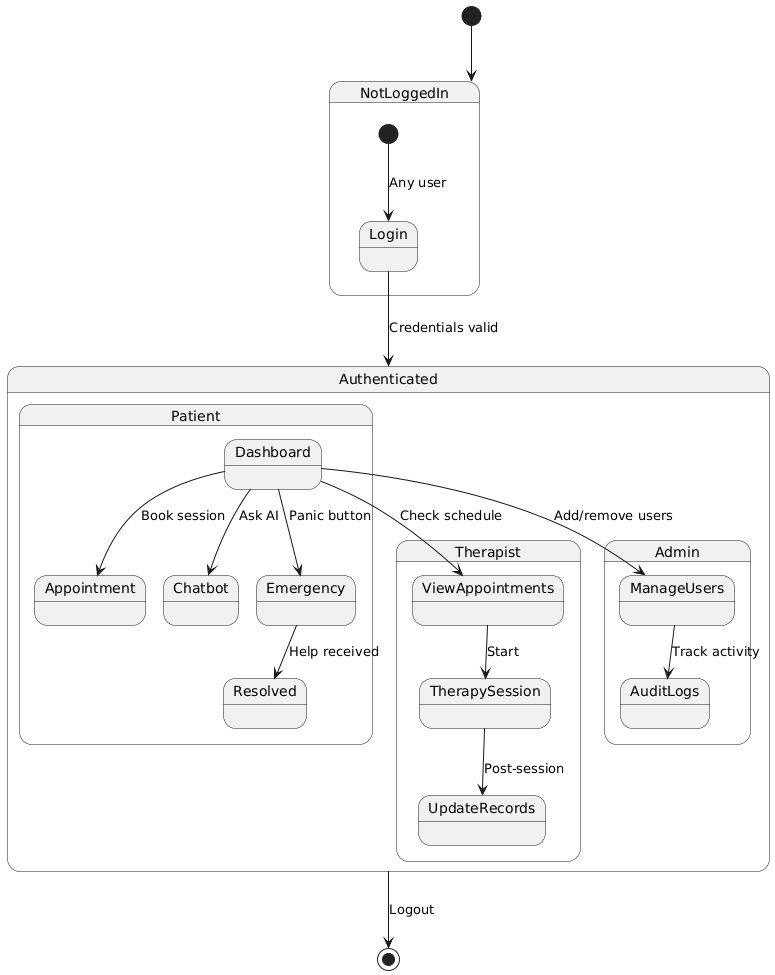 NotLoggedIn
Any user
Login
Credentials valid
Authenticated
Patient
Dashboard
Book session
Ask AI
Panic button
Check schedule
Add/remove users
Therapist
Admin
Appointment
Chatbot
Emergency
ViewAppointments
ManageUsers
Help received
Start
Track activity
Resolved
TherapySession
AuditLogs
Post-session
UpdateRecords
Logout